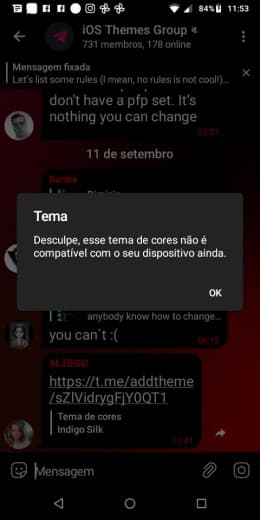 84% 11:53
iOS Themes Group
731 membros, 178 online
Mensagem fixada
Let's list some rules (I mean, no rules is not cool!)...
don't have a pfp set. It's
nothing you can change
03:31
11 de setembro
Tema
Desculpe, esse tema de cores não é
compatível com o seu dispositivo ainda.
OK
anybody know how to change...
you can`t :(
06:13
https://t.me/addtheme
/sZlVidrygFjY0QT1
Tema de cores
Indigo Silk
11:41
Mensagem